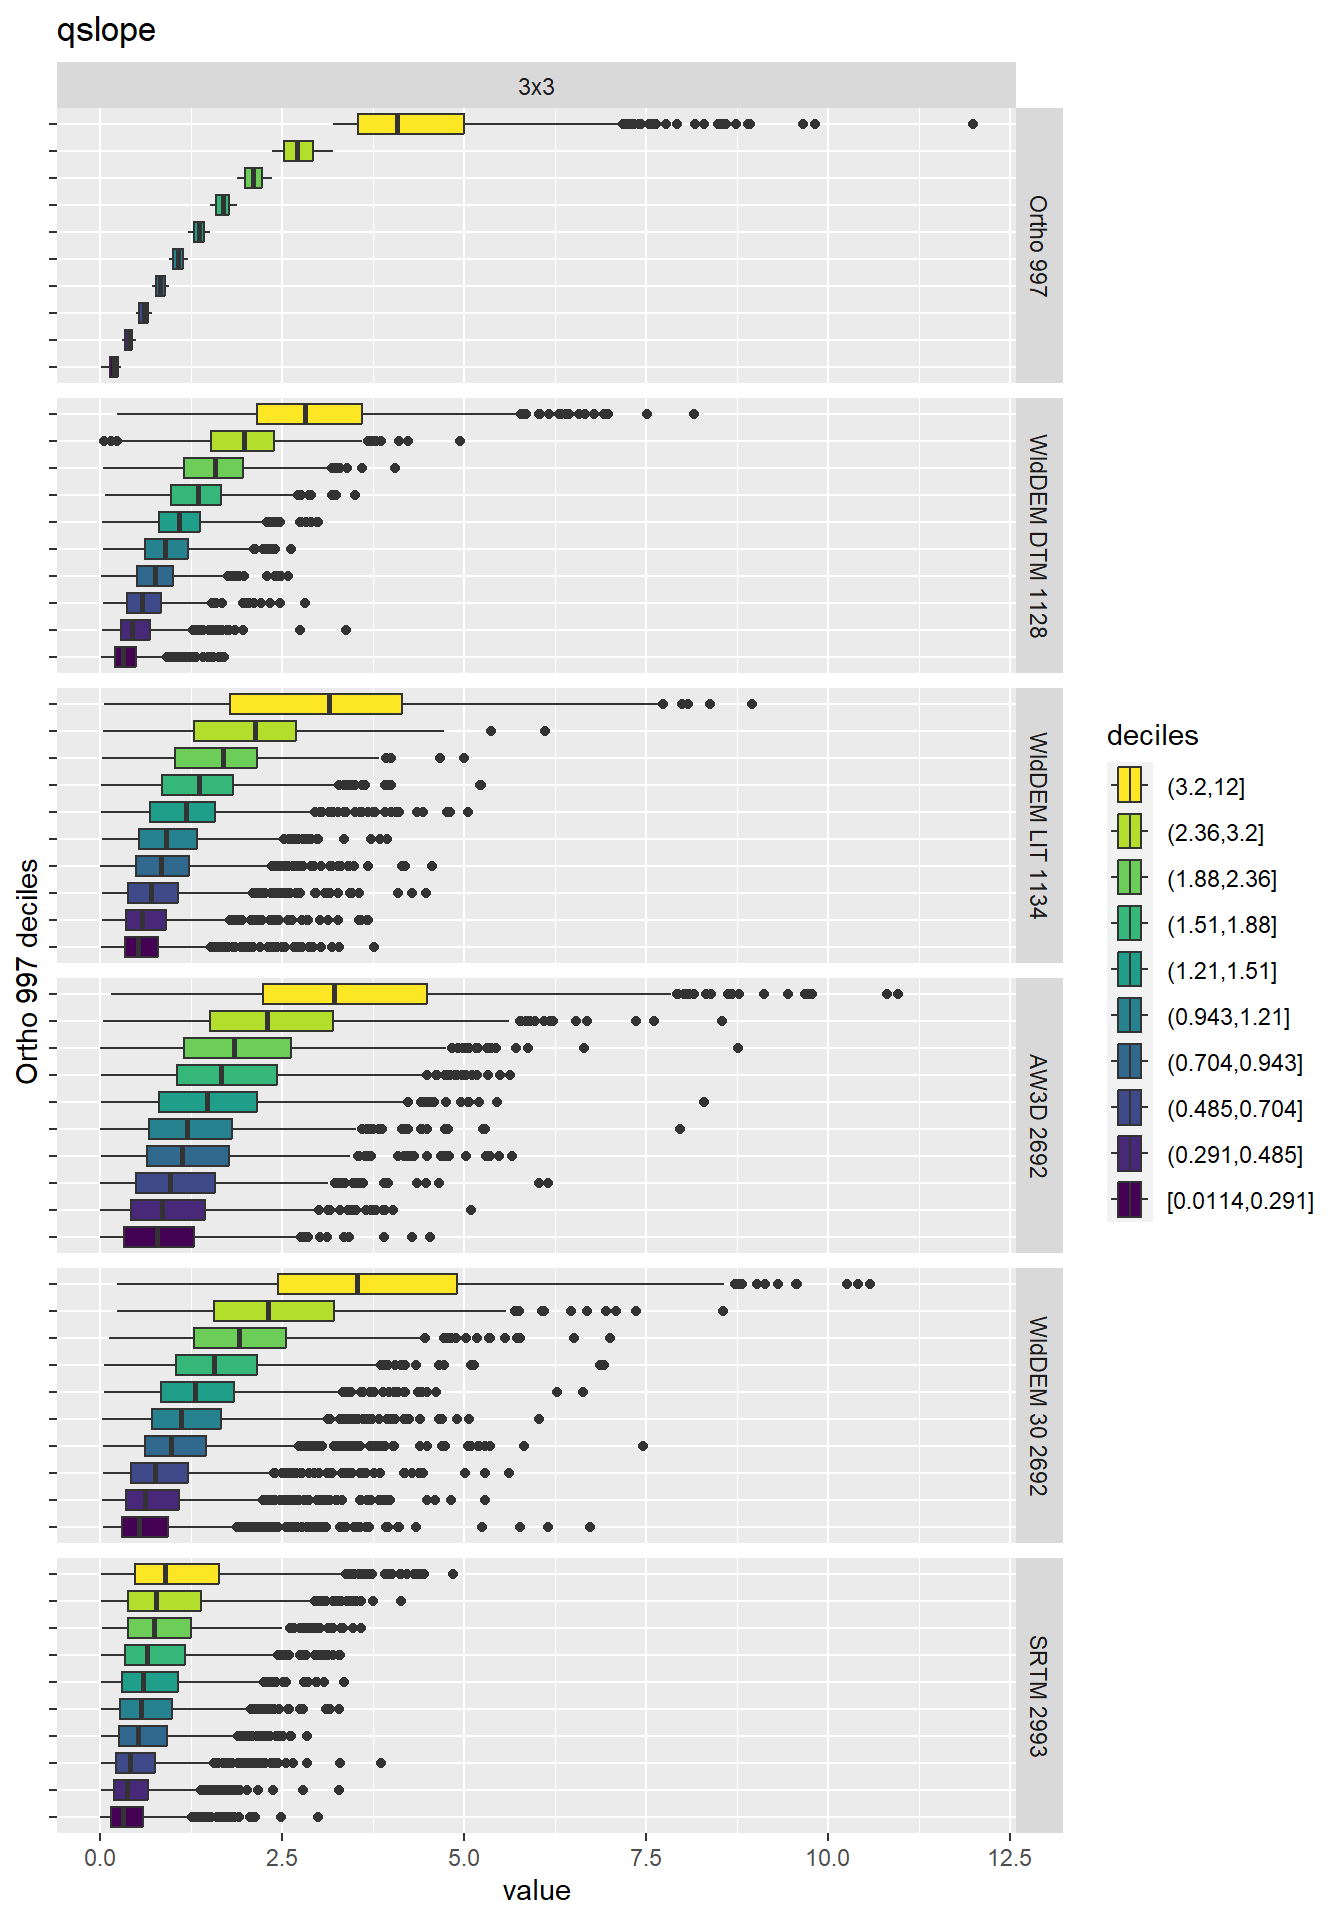 qslope
3x3
Ortho 997
WldDEM DTM 1128
WldDEM LIT 1134
AW3D 2692
WldDEM 30 2692
SRTM 2993
Ortho 997 deciles
0.0
2.5
5.0
7.5
10.0
12.5
value
deciles
(3.2,12]
(2.36,3.2]
(1.88,2.36]
(1.51,1.88]
(1.21,1.51]
(0.943,1.21]
(0.704,0.943]
(0.485,0.704]
(0.291,0.485]
[0.0114,0.291]